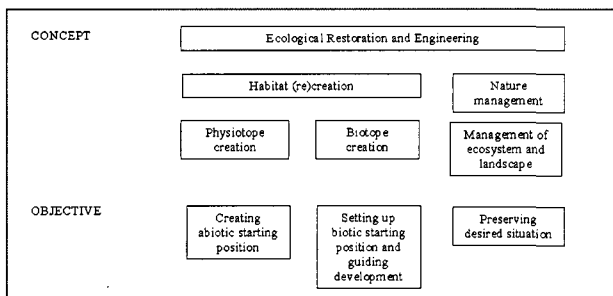 CONCEPT
Ecological Restoration and Engineering
Habitat (re)creation
Nature
management
Physiotope
creation
Biotope
creation
Management of
ecosystem and
landscape
OBJECTIVE
Creating
abiotic starting
position
Setting up
biotic starting
position and
guiding
development
Preserving
desired situation